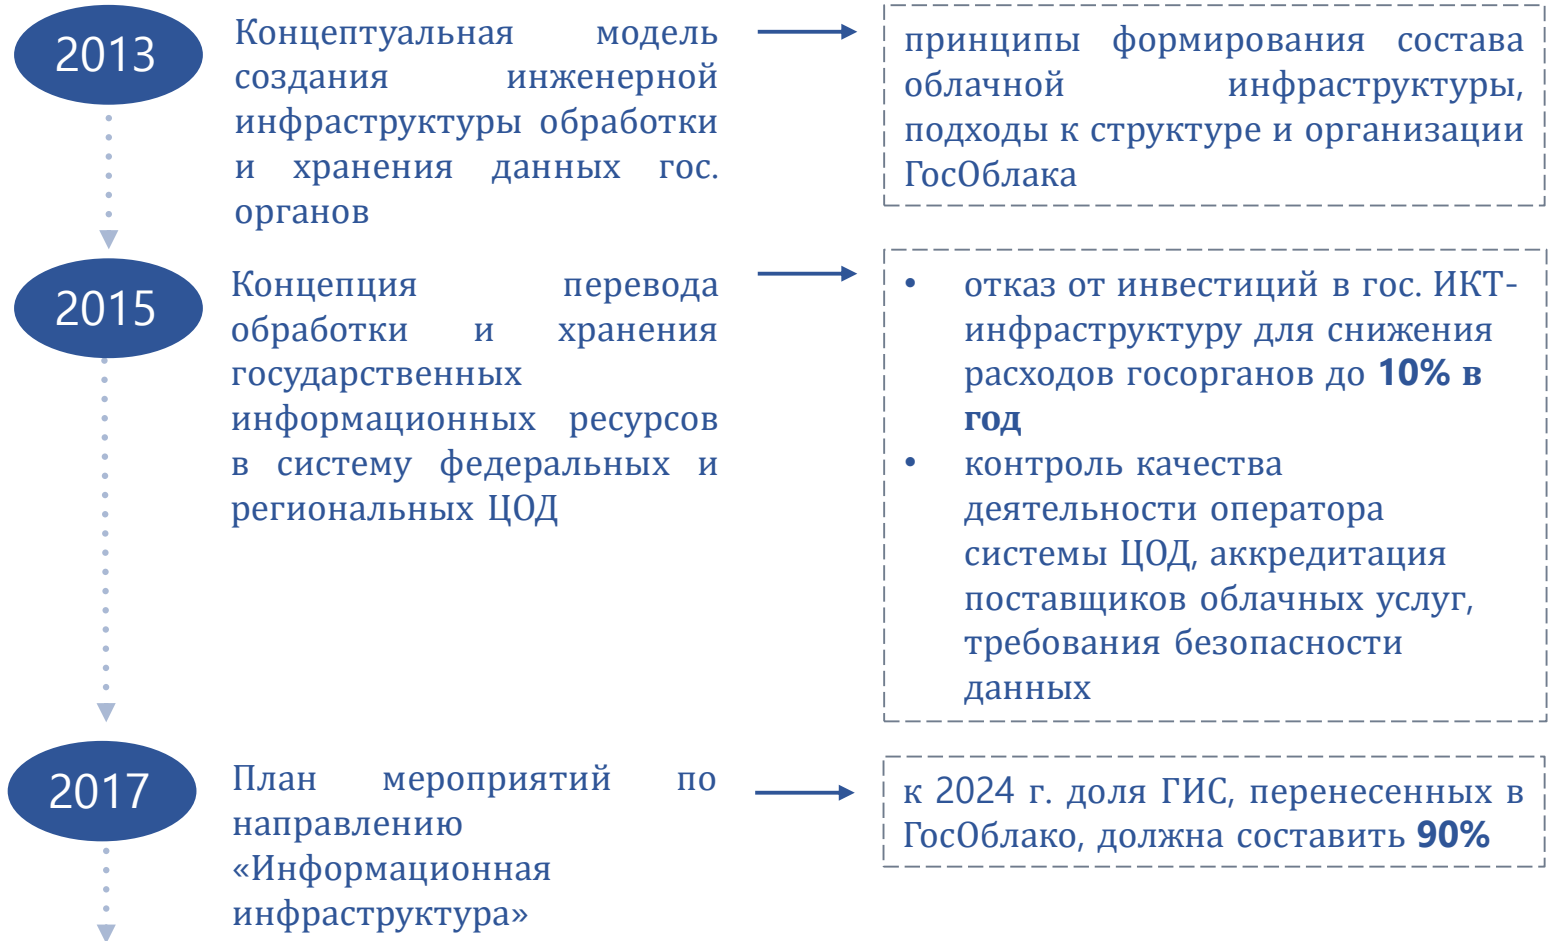 2013
Концептуальная модель
создания инженерной
инфраструктуры обработки
и хранения данных гос.
органов
принципы формирования состава
облачной инфраструктуры,
подходы к структуре и организации
ГосОблака
2015
Концепция перевода
обработки и хранения
государственных
информационных ресурсов
в систему федеральных и
региональных ЦОД
• отказ от инвестиций в гос. ИКТ-
инфраструктуру для снижения
расходов госорганов до 10% в
год
• контроль качества
деятельности оператора
системы ЦОД, аккредитация
поставщиков облачных услуг,
требования безопасности
данных
2017
План мероприятий по
направлению
«Информационная
инфраструктура»
к 2024 г. доля ГИС, перенесенных в
ГосОблако, должна составить 90%